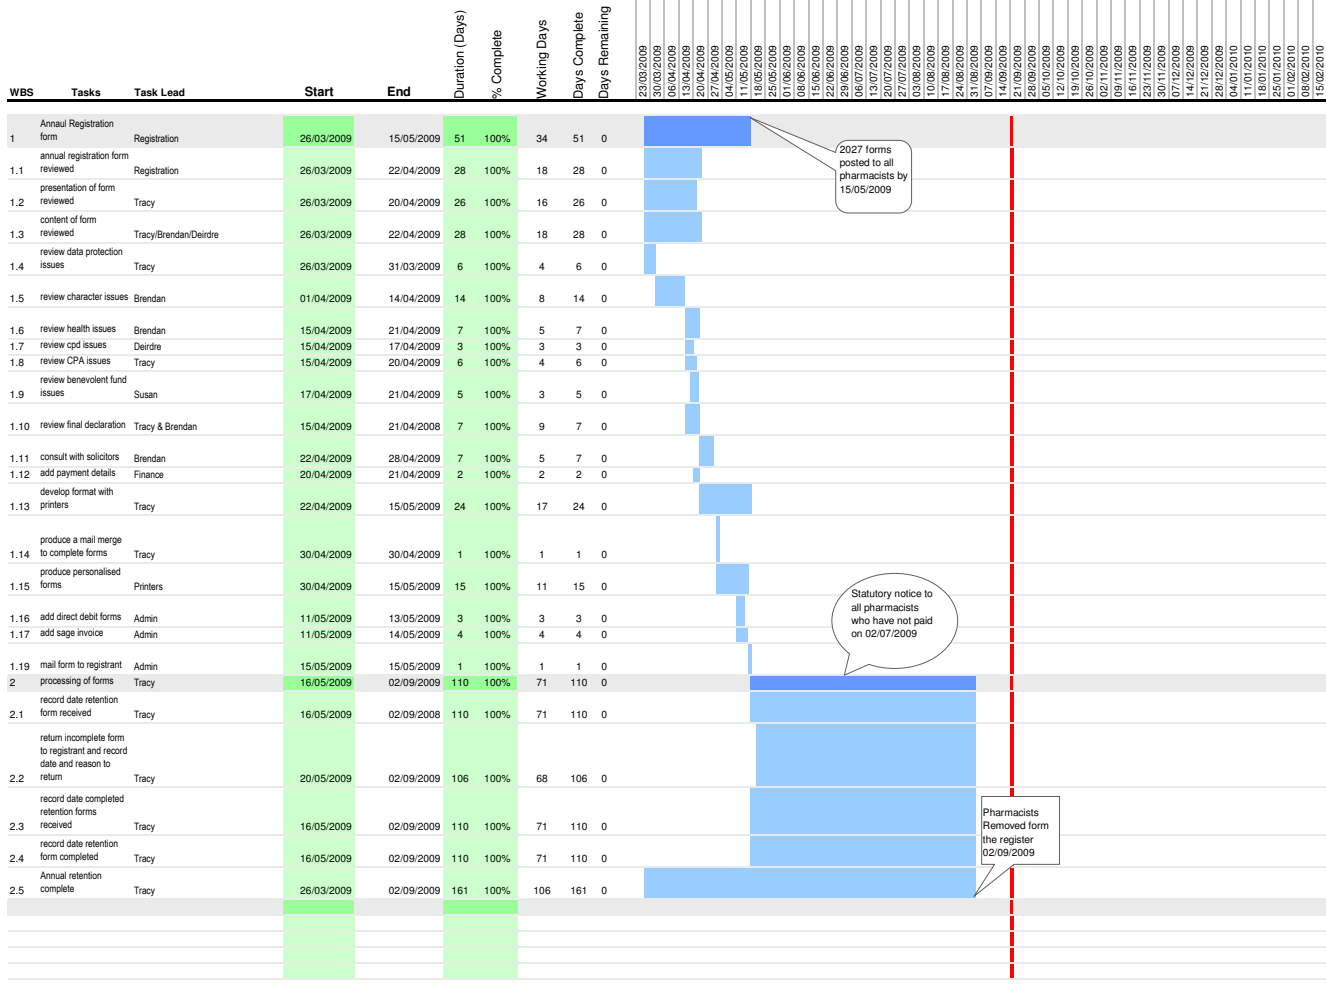 WBS Tasks Task Lead Start End Duration (Days) % Complete Working Days Days Complete Days Remaining 23/03/2009 30/03/2009 06/04/2009 13/04/2009 20/04/2009 27/04/2009 04/05/2009 11/05/2009 18/05/2009 25/05/2009 01/06/2009 08/06/2009 15/06/2009 22/06/2009 29/06/2009 06/07/2009 13/07/2009 20/07/2009 27/07/2009 03/08/2009 10/08/2009 17/08/2009 24/08/2009 31/08/2009 07/09/2009 14/09/2009 21/09/2009 28/09/2009 05/10/2009 12/10/2009 19/10/2009 26/10/2009 02/11/2009 09/11/2009 16/11/2009 23/11/2009 30/11/2009 07/12/2009 14/12/2009 21/12/2009 28/12/2009 04/01/2010 11/01/2010 18/01/2010 25/01/2010 01/02/2010 08/02/2010 15/02/2010
Annaul Registration
1 form Registration 26/03/2009 15/05/2009 51 100% 34 51 0
2027 forms
posted to all
pharmacists by
15/05/2009
annual registration form
1.1 reviewed Registration 26/03/2009 22/04/2009 28 100% 18 28 0
presentation of form
1.2 reviewed Tracy 26/03/2009 20/04/2009 26 100% 16 26 0
content of form
1.3 reviewed Tracy/Brendan/Deirdre 26/03/2009 22/04/2009 28 100% 18 28 0
review data protection
1.4 issues Tracy 26/03/2009 31/03/2009 6 100% 4 6 0
1.5 review character issues Brendan 01/04/2009 14/04/2009 14 100% 8 14 0
1.6 review health issues Brendan 15/04/2009 21/04/2009 7 100% 5 7 0
1.7 review cpd issues Deirdre 15/04/2009 17/04/2009 3 100% 3 3 0
1.8 review CPA issues Tracy 15/04/2009 20/04/2009 6 100% 4 6 0
review benevolent fund
1.9 issues Susan 17/04/2009 21/04/2009 5 100% 3 5 0
1.10 review final declaration Tracy & Brendan 15/04/2009 21/04/2008 7 100% 9 7 0
1.11 consult with solicitors Brendan 22/04/2009 28/04/2009 7 100% 5 7 0
1.12 add payment details Finance 20/04/2009 21/04/2009 2 100% 2 2 0
develop format with
1.13 printers Tracy 22/04/2009 15/05/2009 24 100% 17 24 0
produce a mail merge
1.14 to complete forms Tracy 30/04/2009 30/04/2009 1 100% 1 1 0
produce personalised
1.15 forms Printers 30/04/2009 15/05/2009 15 100% 11 15 0
1.16 add direct debit forms Admin 11/05/2009 13/05/2009 3 100% 3 3 0
1.17 add sage invoice Admin 11/05/2009 14/05/2009 4 100% 4 4 0
Statutory notice to
all pharmacists
who have not paid
on 02/07/2009
1.19 mail form to registrant Admin 15/05/2009 15/05/2009 1 100% 1 1 0
2 processing of forms Tracy 16/05/2009 02/09/2009 110 100% 71 110 0
record date retention
2.1 form received Tracy 16/05/2009 02/09/2008 110 100% 71 110 0
return incomplete form
to registrant and record
date and reason to
2.2 return Tracy 20/05/2009 02/09/2009 106 100% 68 106 0
record date completed
retention forms
2.3 received Tracy 16/05/2009 02/09/2009 110 100% 71 110 0
Pharmacists
Removed form
the register
02/09/2009
record date retention
2.4 form completed Tracy 16/05/2009 02/09/2009 110 100% 71 110 0
Annual retention
2.5 complete Tracy 26/03/2009 02/09/2009 161 100% 106 161 0